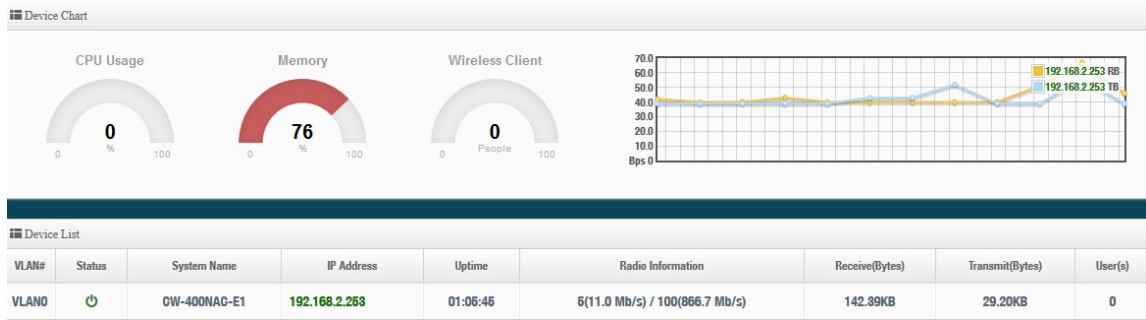 Device Chart
CPU Usage
Memory
Wireless Client
0
%
0 100
76
%
0 100
0
People
0 100
70.0
60.0
50.0
40.0
30.0
20.0
10.0
Bps 0
192.168.2.253 RB
192.168.2.253 TB
Device List
VLAN# Status System Name IP Address Uptime Radio Information Receive(Bytes) Transmit(Bytes) User(s)
VLAN0 CW-400NAC-E1 192.168.2.253 01:05:45 5(11.0 Mb/s) / 100(866.7 Mb/s) 142.39KB 29.20KB 0